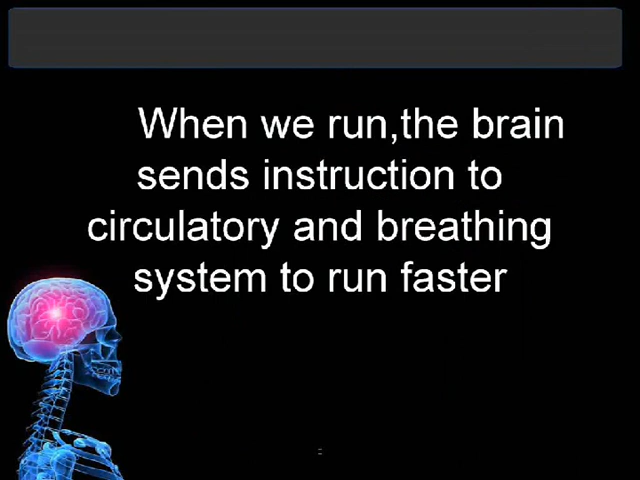 When we run,the brain
sends instruction to
circulatory and breathing
system to run faster